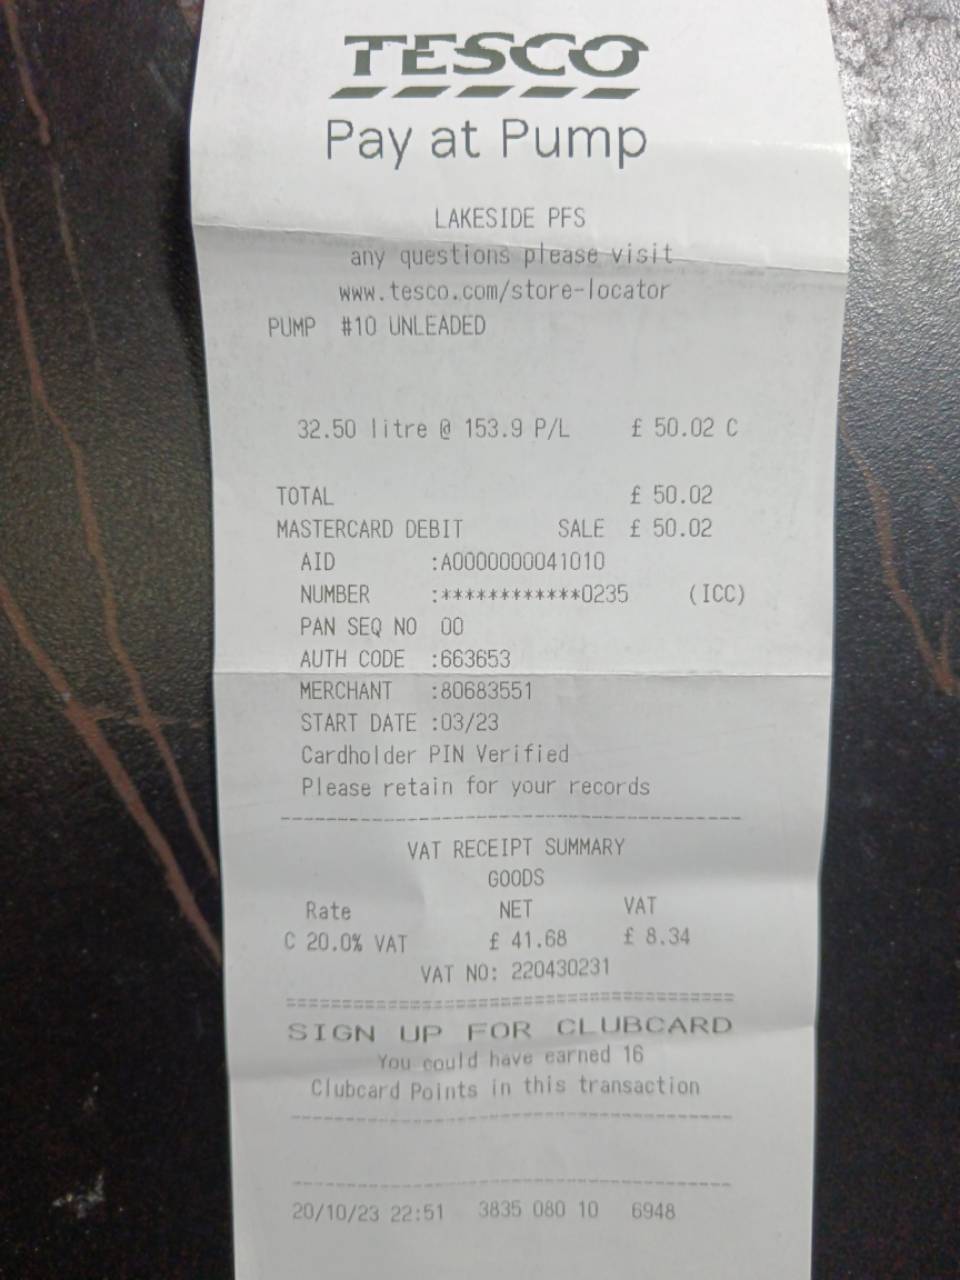 TESCO
Pay at Pump
LAKESIDE PFS
any questions please visit
www.tesco.com/store-locator
PUMP #10 UNLEADED
32.50 litre @ 153.9 P/L £ 50.02 C
TOTAL £ 50.02
MASTERCARD DEBIT SALE £ 50.02
AID :A0000000041010
NUMBER :************0235 (ICC)
PAN SEQ NO 00
AUTH CODE :663653
MERCHANT :80683551
START DATE :03/23
Cardholder PIN Verified
Please retain for your records
VAT RECEIPT SUMMARY
GOODS
Rate NET VAT
C 20.0% VAT £ 41.68 £ 8.34
VAT NO: 220430231
SIGN UP FOR CLUBCARD
You could have earned 16
Clubcard Points in this transaction
20/10/23 22:51 3835 080 10 6948